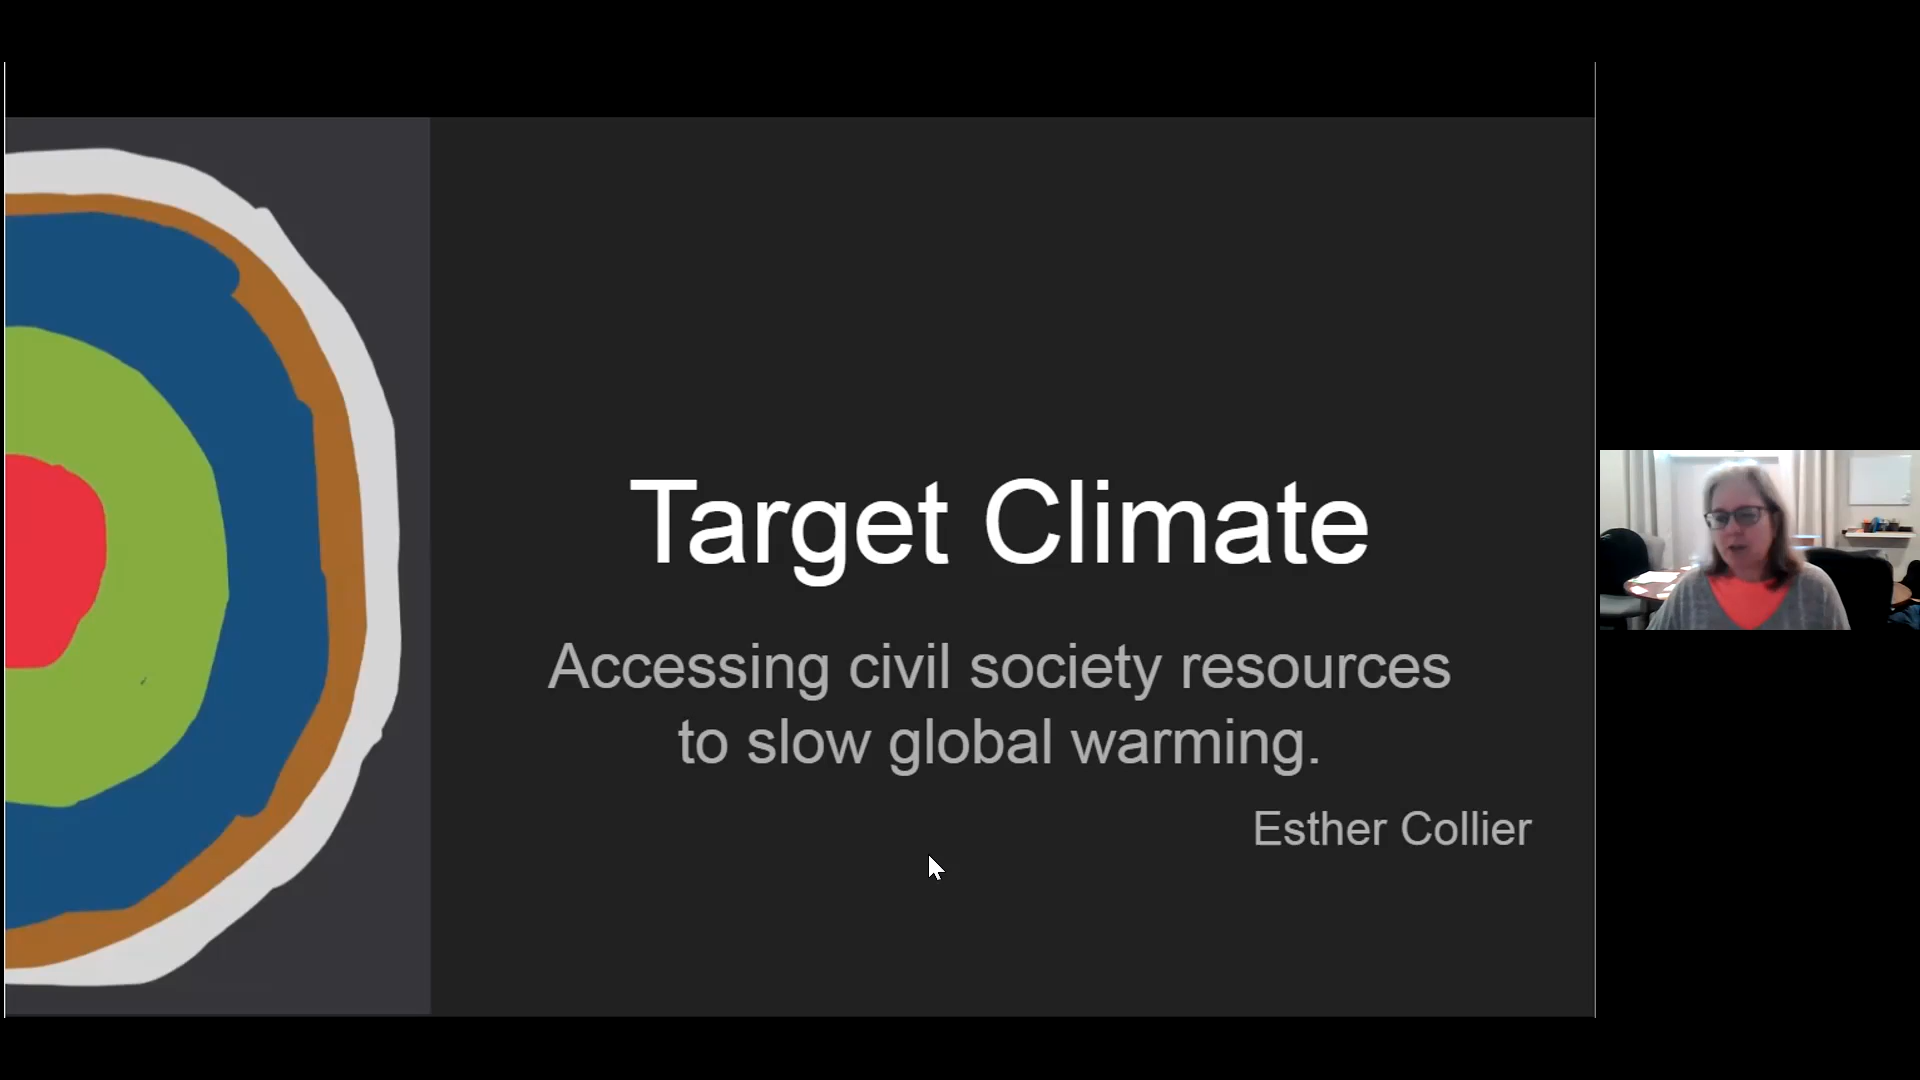 Target Climate
Accessing civil society resources
to slow global warming.
Esther Collier